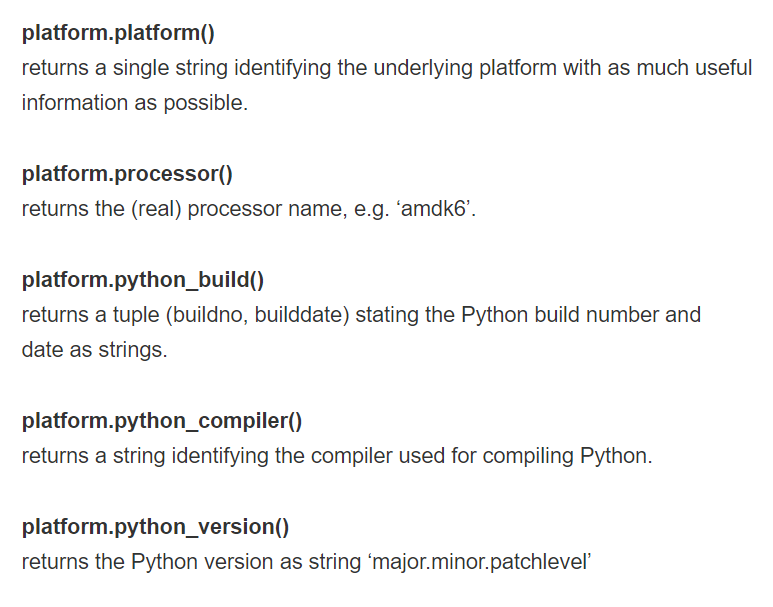 platform.platform()
returns a single string identifying the underlying platform with as much useful
information as possible.
platform.processor()
returns the (real) processor name, e.g. ‘amdk6’.
platform.python_build()
returns a tuple (buildno, builddate) stating the Python build number and
date as strings.
platform.python_compiler()
returns a string identifying the compiler used for compiling Python.
platform.python_version()
returns the Python version as string ‘major.minor.patchlevel’